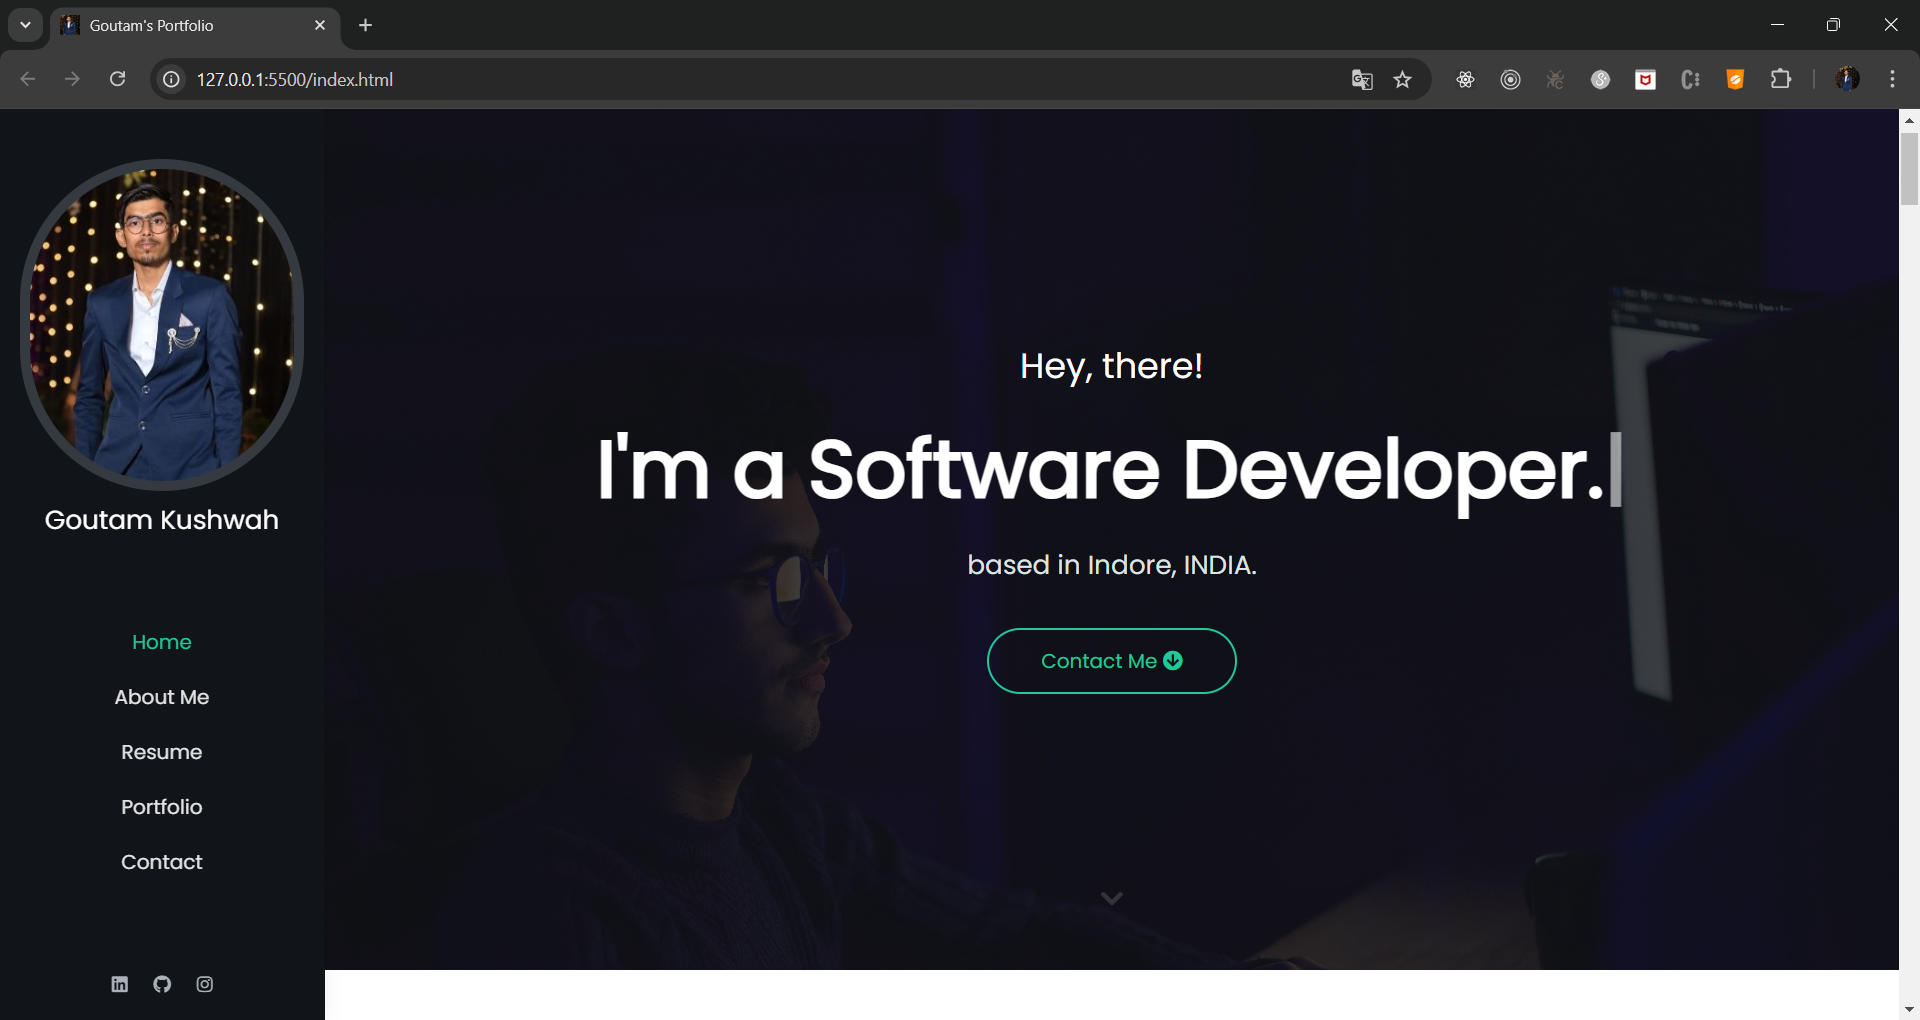 Goutam's Portfolio
127.0.0.1:5500/index.html
Goutam Kushwah
Home
About Me
Resume
Portfolio
Contact
Hey, there!
I'm a Software Developer.
based in Indore, INDIA.
Contact Me